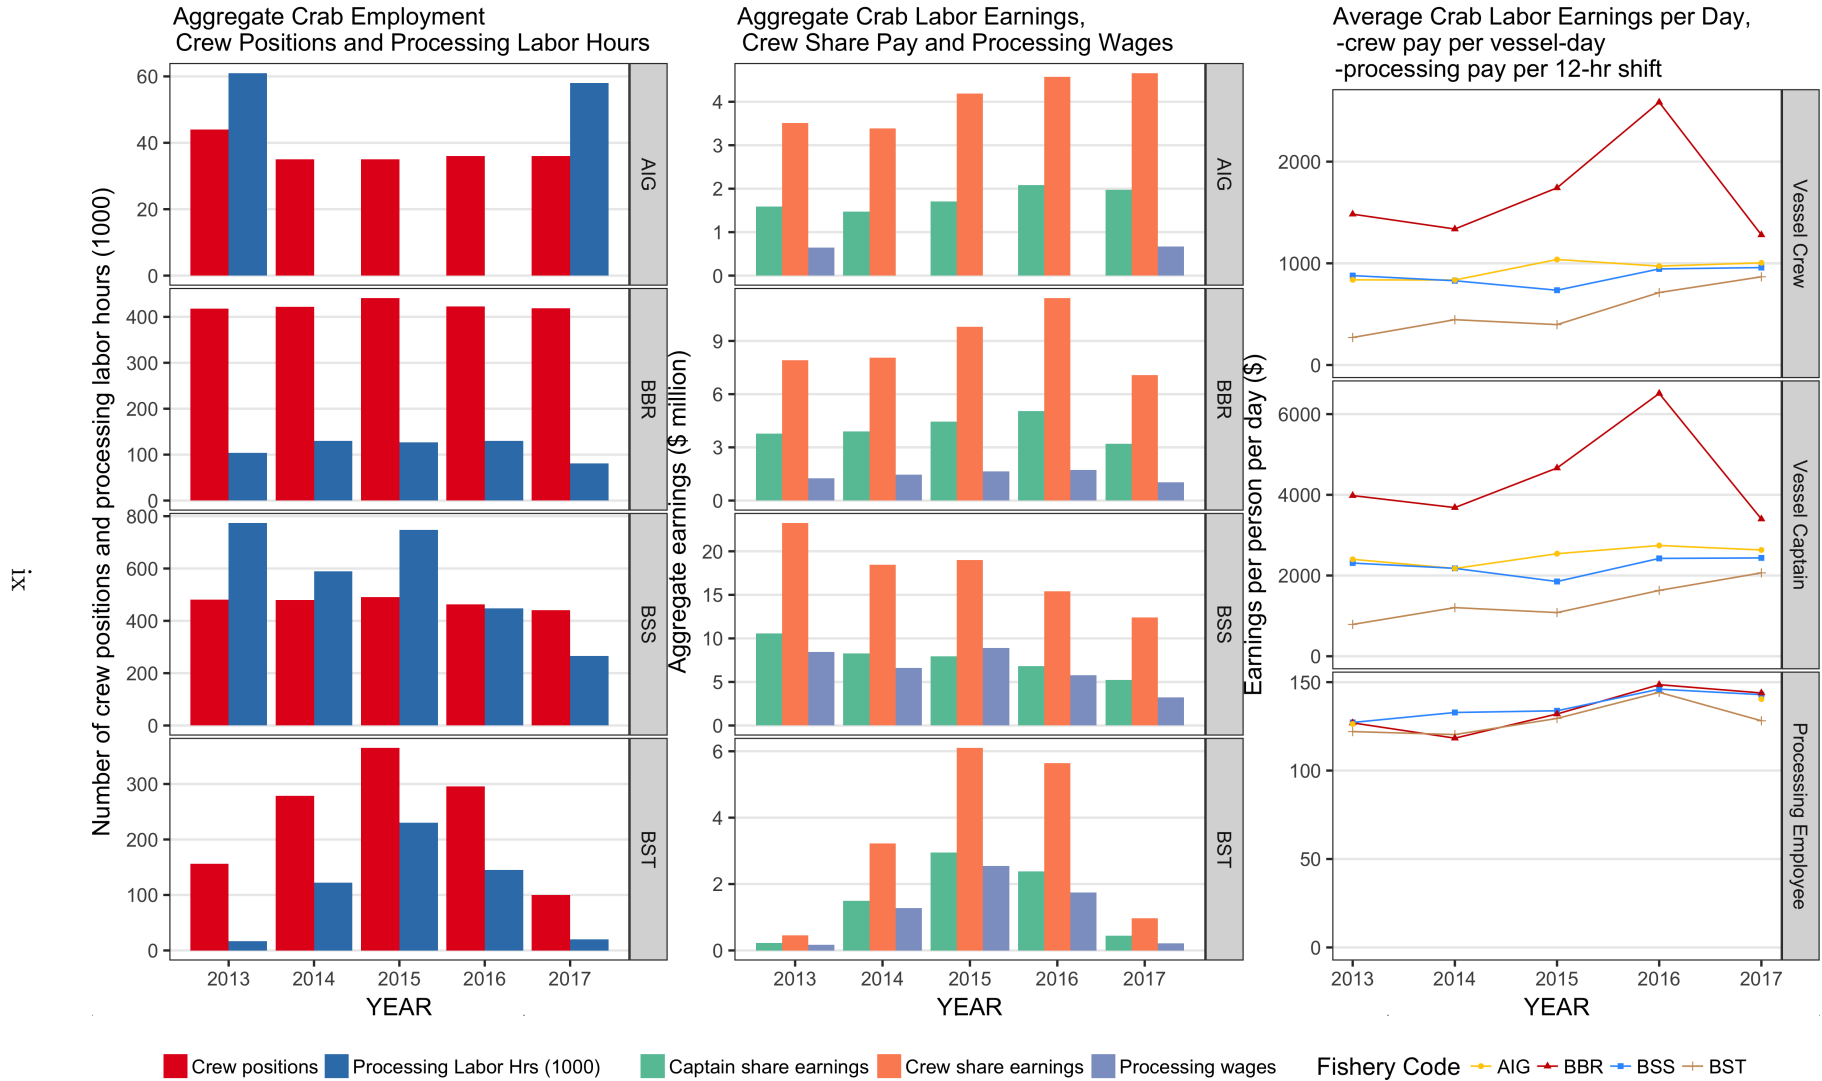 Aggregate Crab Employment
Crew Positions and Processing Labor Hours
Number of crew positions and processing labor hours (1000)
60
40
20
0
AIG
400
300
200
100
0
BBR
800
600
400
200
0
BSS
300
200
100
0
BST
2013 2014 2015 2016 2017
YEAR
Crew positions Processing Labor Hrs (1000)
Aggregate Crab Labor Earnings,
Crew Share Pay and Processing Wages
Aggregate earnings ($ million)
4
3
2
1
0
AIG
9
6
3
0
BBR
20
15
10
5
0
BSS
6
4
2
0
BST
2013 2014 2015 2016 2017
YEAR
Captain share earnings Crew share earnings Processing wages
Average Crab Labor Earnings per Day,
-crew pay per vessel-day
-processing pay per 12-hr shift
Earnings per person per day ($)
2000
1000
0
Vessel Crew
6000
4000
2000
0
Vessel Captain
150
100
50
0
Processing Employee
2013 2014 2015 2016 2017
YEAR
Fishery Code AIG BBR BSS BST
ix